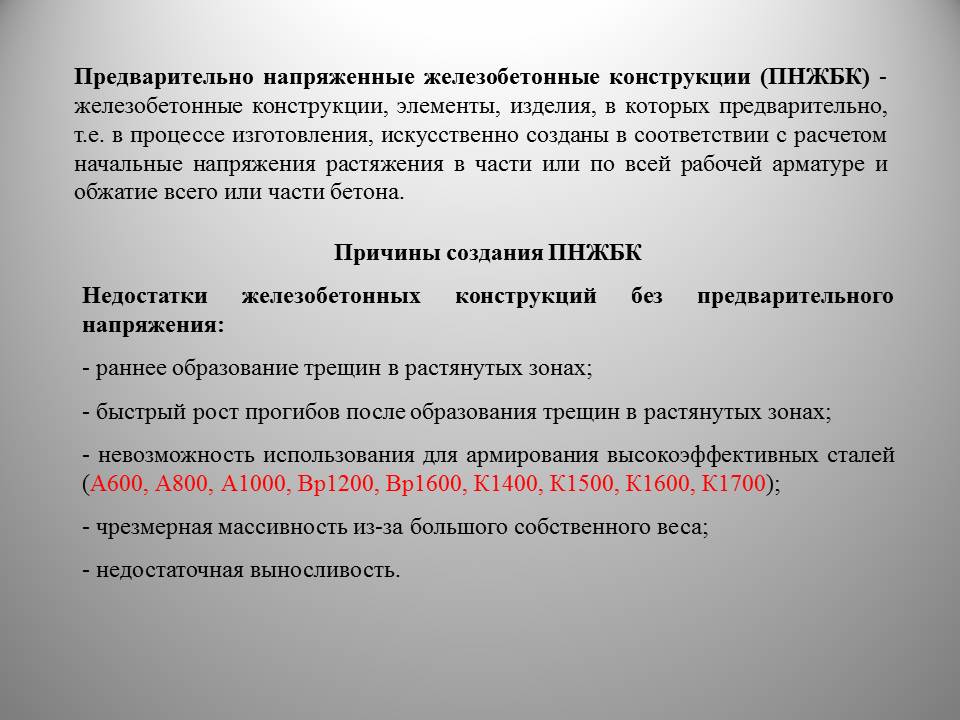 Предварительно напряженные железобетонные конструкции (ПНЖБК) -
железобетонные конструкции, элементы, изделия, в которых предварительно,
т.е. в процессе изготовления, искусственно созданы в соответствии с расчетом
начальные напряжения растяжения в части или по всей рабочей арматуре и
обжатие всего или части бетона.
Причины создания ПНЖБК
Недостатки железобетонных конструкций без предварительного
напряжения:
- раннее образование трещин в растянутых зонах;
- быстрый рост прогибов после образования трещин в растянутых зонах;
- невозможность использования для армирования высокоэффективных сталей
(А600, А800, А1000, Вр1200, Вр1600, К1400, К1500, К1600, К1700);
- чрезмерная массивность из-за большого собственного веса;
- недостаточная выносливость.